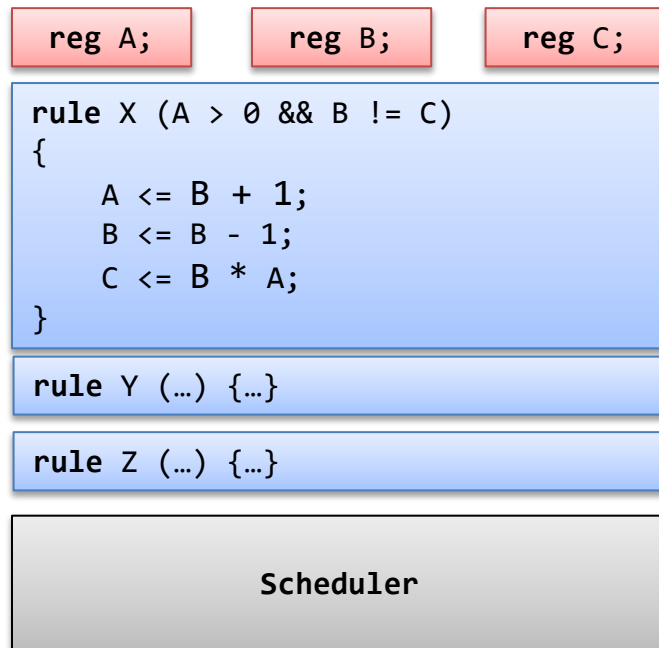 reg A; reg B; reg C;
rule X (A > 0 && B != C)
{
    A <= B + 1;
    B <= B - 1;
    C <= B * A;
}
rule Y (…) {…}
rule Z (…) {…}
Scheduler